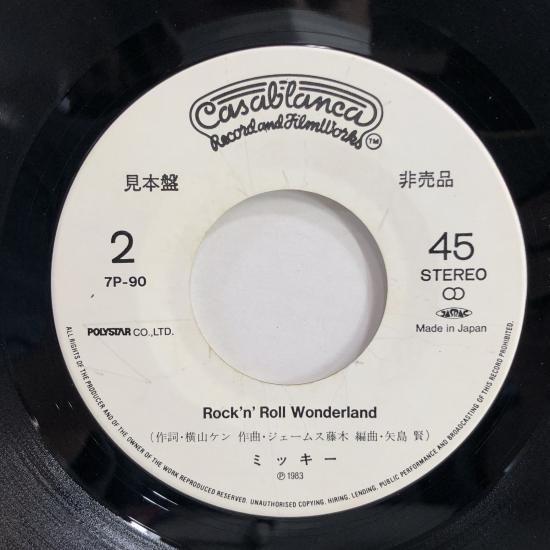 Casablanca
Record and FilmWorks
TM
見本盤
非売品
2
7P-90
45
STEREO
JASRAC
Made in Japan
POLYSTAR CO.,LTD.
Rock'n' Roll Wonderland
(作詞・横山ケン 作曲・ジェームス藤木 編曲・矢島 賢)
ミッキー
Ⓟ1983
ALL RIGHTS OF THE PRODUCER AND OF THE OWNER OF THE WORK REPRODUCED RESERVED. UNAUTHORISED COPYING, HIRING, LENDING, PUBLIC PERFORMANCE AND BROADCASTING OF THIS RECORD PROHIBITED.